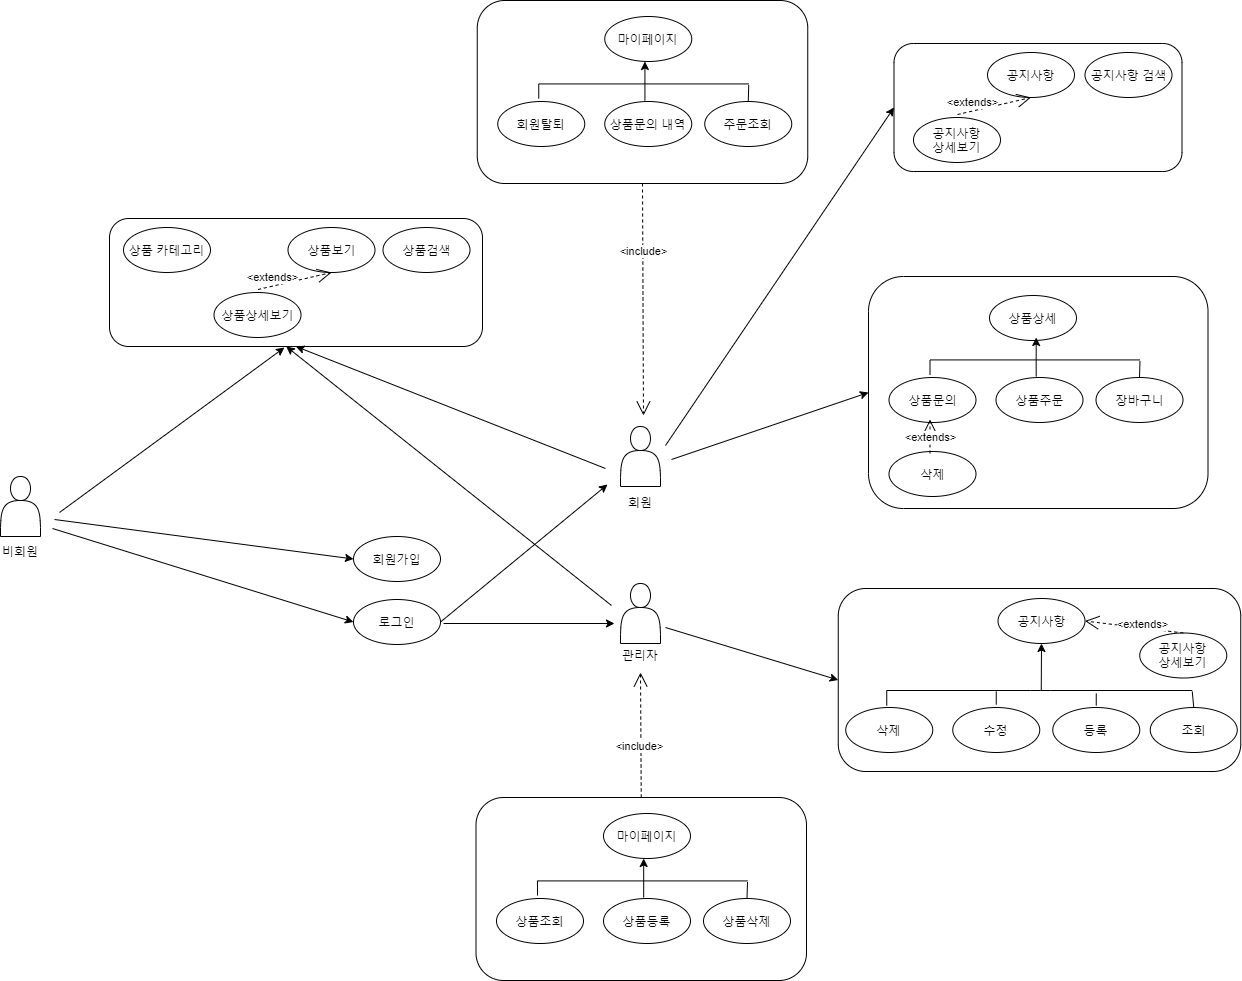 마이페이지
회원탈퇴
상품문의 내역
주문조회
<include>
공지사항
공지사항 검색
<extends>
공지사항
상세보기
상품 카테고리
상품보기
상품검색
<extends>
상품상세보기
상품상세
상품문의
상품주문
장바구니
<extends>
삭제
회원
비회원
회원가입
로그인
관리자
공지사항
<extends>
공지사항
상세보기
삭제
수정
등록
조회
<include>
마이페이지
상품조회
상품등록
상품삭제